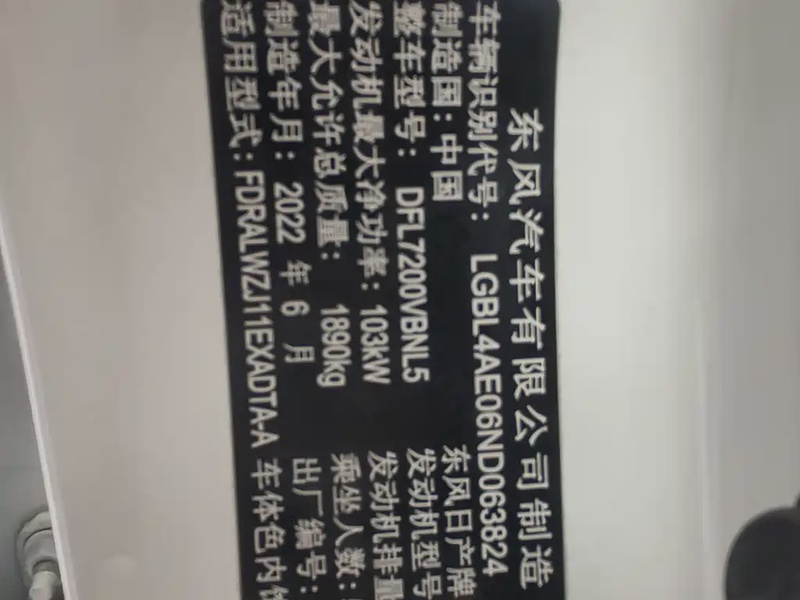 东风汽车有限公司制造
车辆识别代号: LGBL4AE06ND063824
制造国:中国 东风日产牌
整车型号: DFL7200VBNL5 发动机型号
发动机最大净功率:103kW 发动机排量
最大允许总质量: 1890kg 乘坐人数:
制造年月: 2022 年 6 月 出厂编号:
适用型式:FDRALWZJ11EXADTA-A 车体色内